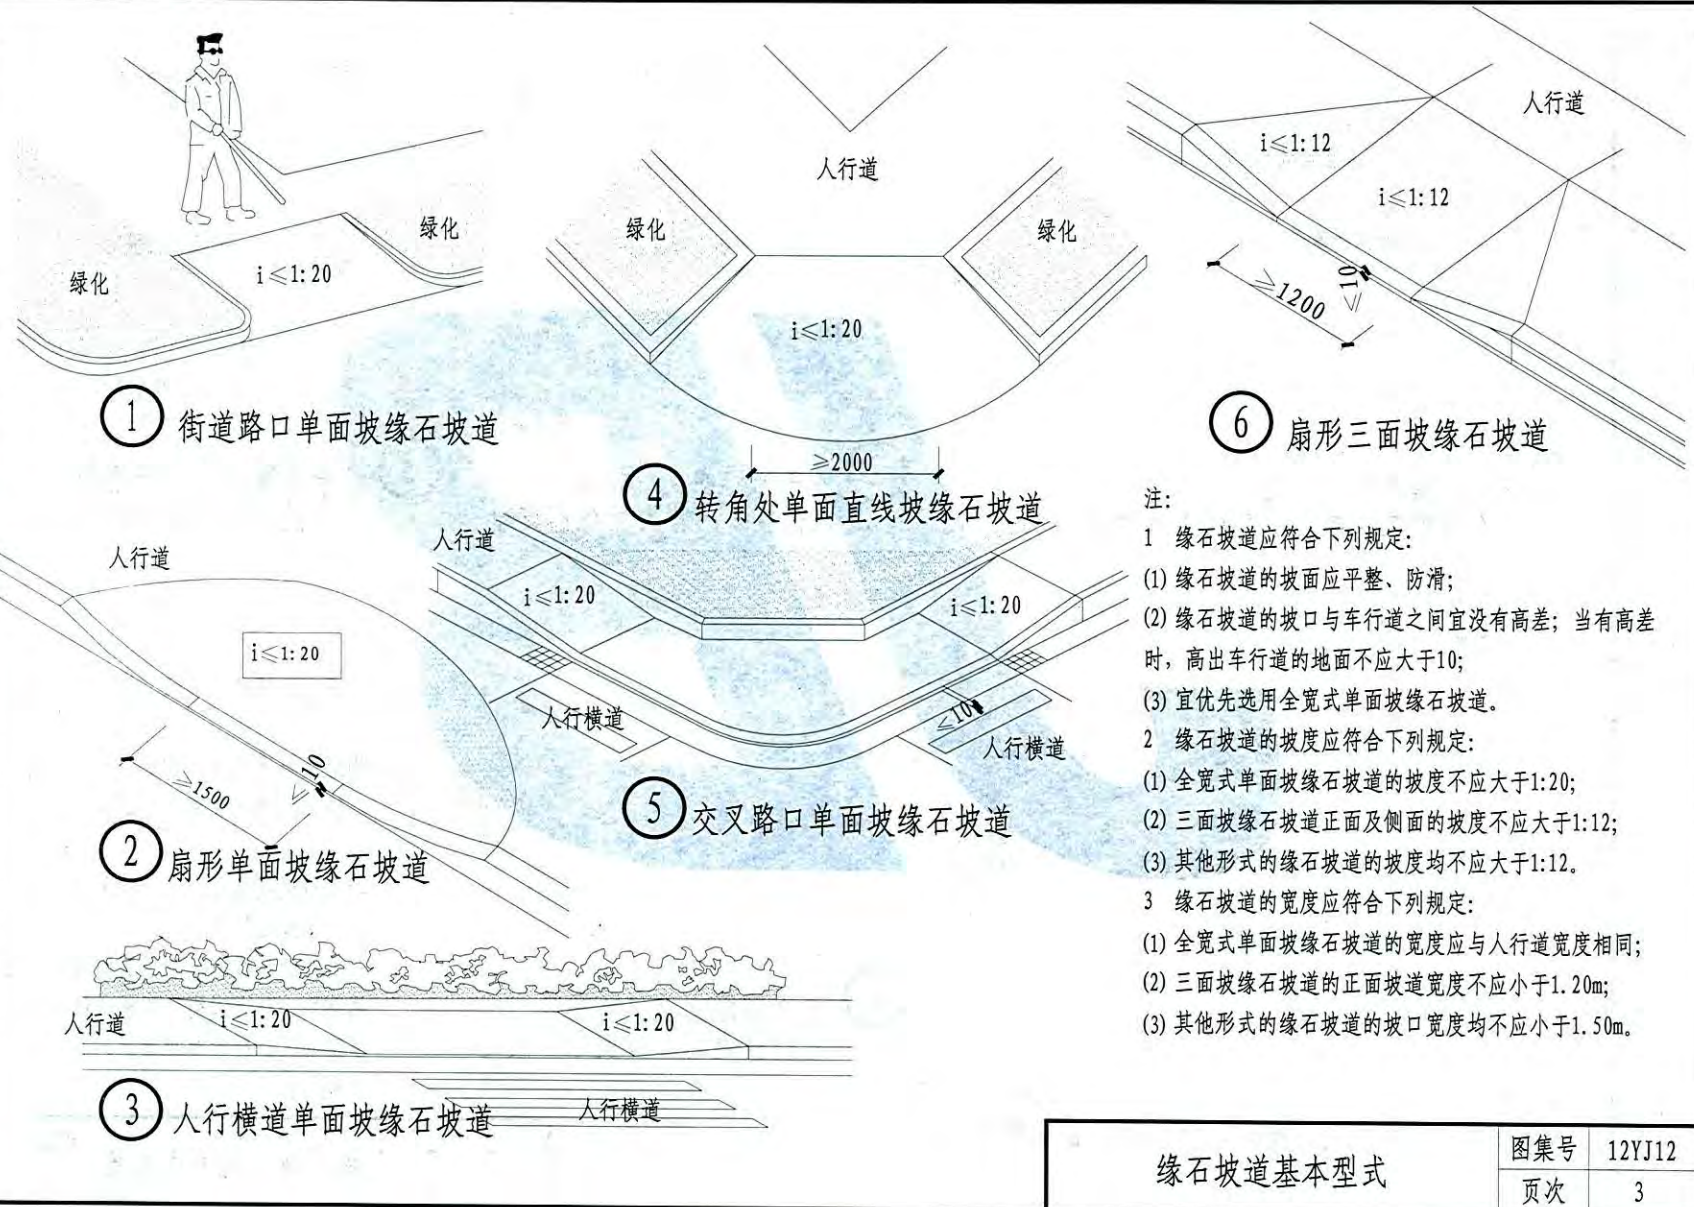 绿化
绿化
i≤1:20
① 街道路口单面坡缘石坡道
人行道
绿化
绿化
i≤1:20
≥2000
④ 转角处单面直线坡缘石坡道
人行道
i≤1:12
i≤1:12
≥1200
≤10
⑥ 扇形三面坡缘石坡道
人行道
i≤1:20
≥1500
≤10
② 扇形单面坡缘石坡道
人行道
i≤1:20
i≤1:20
人行横道
≤10
人行横道
⑤ 交叉路口单面坡缘石坡道
人行道
i≤1:20
i≤1:20
人行横道
③ 人行横道单面坡缘石坡道
注:
1 缘石坡道应符合下列规定:
(1) 缘石坡道的坡面应平整、防滑;
(2) 缘石坡道的坡口与车行道之间宜没有高差; 当有高差
时, 高出车行道的地面不应大于10;
(3) 宜优先选用全宽式单面坡缘石坡道。
2 缘石坡道的坡度应符合下列规定:
(1) 全宽式单面坡缘石坡道的坡度不应大于1:20;
(2) 三面坡缘石坡道正面及侧面的坡度不应大于1:12;
(3) 其他形式的缘石坡道的坡度均不应大于1:12。
3 缘石坡道的宽度应符合下列规定:
(1) 全宽式单面坡缘石坡道的宽度应与人行道宽度相同;
(2) 三面坡缘石坡道的正面坡道宽度不应小于1.20m;
(3) 其他形式的缘石坡道的坡口宽度均不应小于1.50m。
缘石坡道基本型式
图集号 12YJ12
页次 3